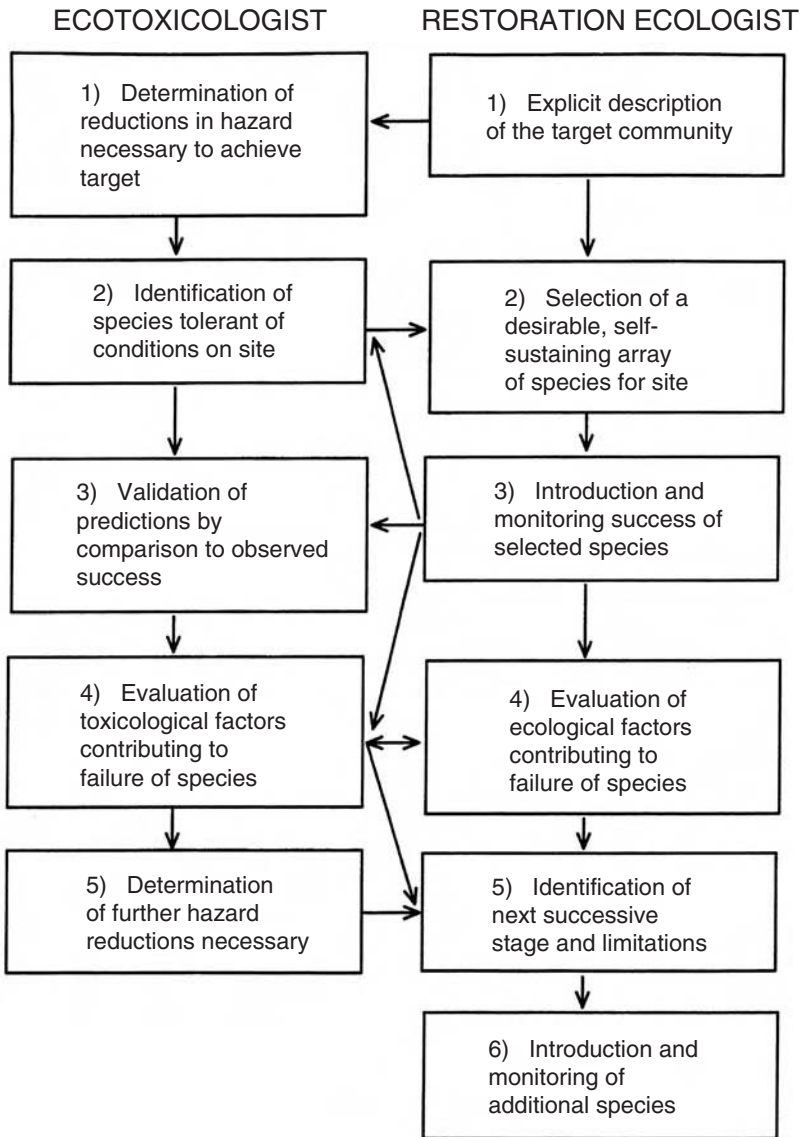 ECOTOXICOLOGIST
RESTORATION ECOLOGIST
1) Determination of
reductions in hazard
necessary to achieve
target
1) Explicit description
of the target community
2) Identification of
species tolerant of
conditions on site
2) Selection of a
desirable, self-
sustaining array
of species for site
3) Validation of
predictions by
comparison to observed
success
3) Introduction and
monitoring success of
selected species
4) Evaluation of
toxicological factors
contributing to
failure of species
4) Evaluation of
ecological factors
contributing to
failure of species
5) Determination
of further hazard
reductions necessary
5) Identification of
next successive
stage and limitations
6) Introduction and
monitoring of
additional species